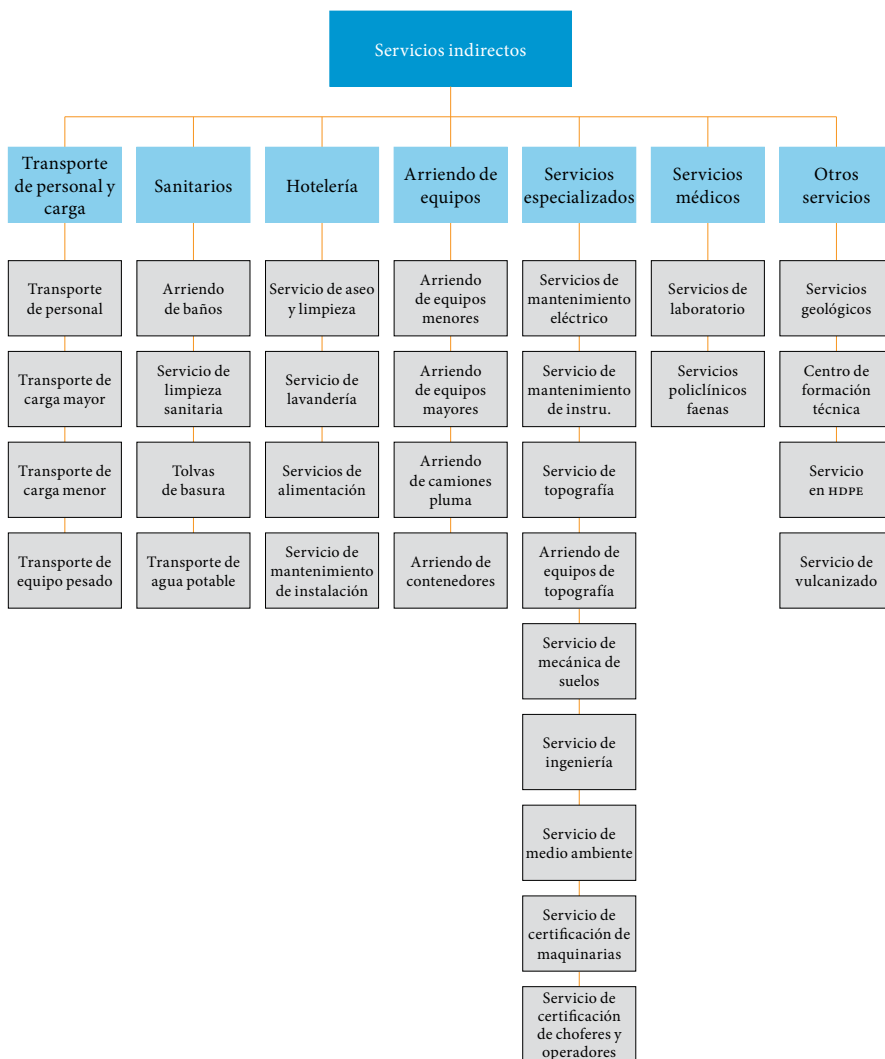 Servicios indirectos
Transporte
de personal y
carga
Sanitarios
Hotelería
Arriendo de
equipos
Servicios
especializados
Servicios
médicos
Otros
servicios
Transporte
de personal
Transporte de
carga mayor
Transporte de
carga menor
Transporte de
equipo pesado
Arriendo
de baños
Servicio de
limpieza
sanitaria
Tolvas
de basura
Transporte de
agua potable
Servicio de aseo
y limpieza
Servicio de
lavandería
Servicios de
alimentación
Servicio de
mantenimiento
de instalación
Arriendo
de equipos
menores
Arriendo
de equipos
mayores
Arriendo
de camiones
pluma
Arriendo de
contenedores
Servicios de
mantenimiento
eléctrico
Servicio de
mantenimiento
de instru.
Servicio de
topografía
Arriendo de
equipos de
topografía
Servicio de
mecánica de
suelos
Servicio de
ingeniería
Servicio de
medio ambiente
Servicio de
certificación de
maquinarias
Servicio de
certificación
de choferes y
operadores
Servicios de
laboratorio
Servicios
policlínicos
faenas
Servicios
geológicos
Centro de
formación
técnica
Servicio
en HDPE
Servicio de
vulcanizado